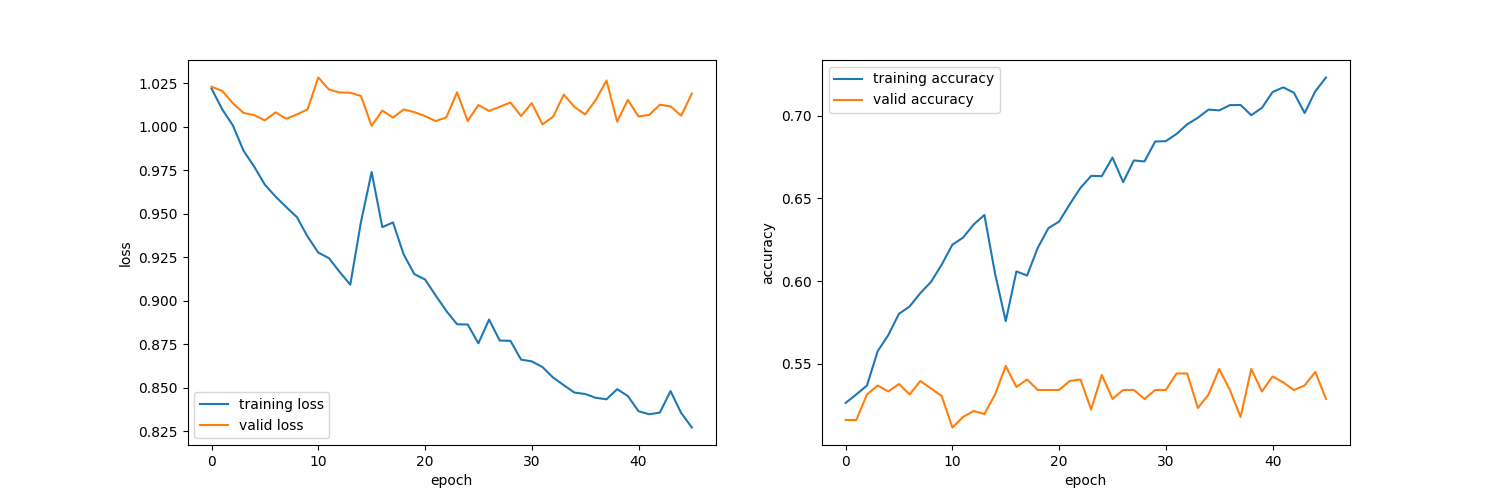 1.025
1.000
0.975
0.950
0.925
0.900
0.875
0.850
0.825
loss
training loss
valid loss
0 10 20 30 40
epoch
training accuracy
valid accuracy
0.70
0.65
0.60
0.55
accuracy
0 10 20 30 40
epoch